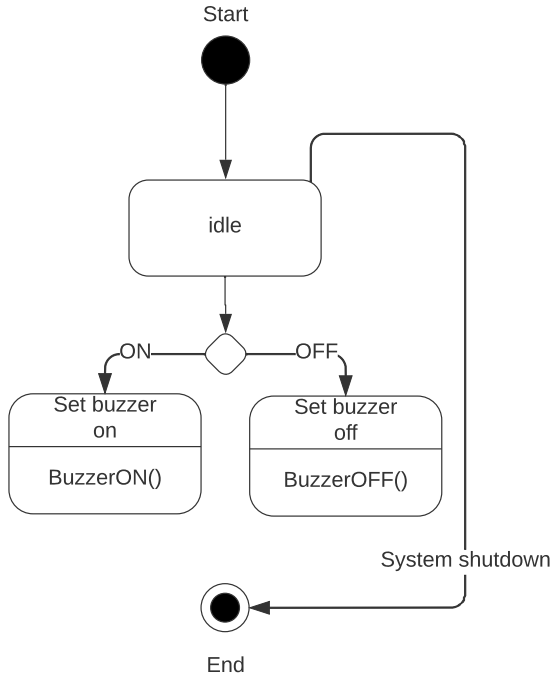 Start
idle
ON
OFF
Set buzzer
on
BuzzerON()
Set buzzer
off
BuzzerOFF()
System shutdown
End